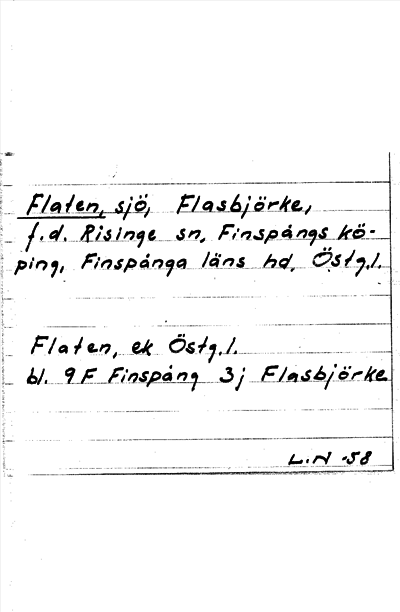 Flaten, sjö, Flasbjörke,
f.d. Risinge sn, Finspångs kö-
ping, Finspånga läns hd, Östg.l.
Flaten, ek Östg.l.
bl. 9F Finspång 3j Flasbjörke
L.N -58